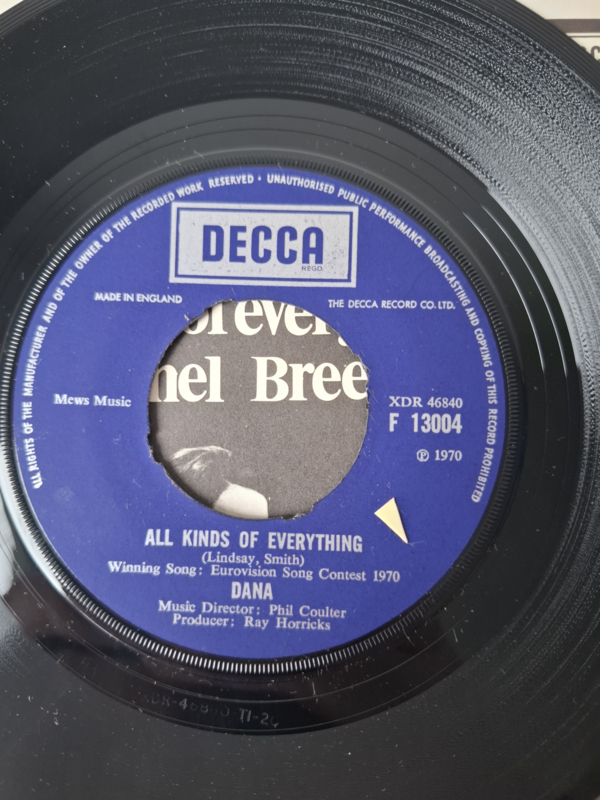 ALL RIGHTS OF THE MANUFACTURER AND OF THE OWNER OF THE RECORDED WORK RESERVED · UNAUTHORISED PUBLIC PERFORMANCE BROADCASTING AND COPYING OF THIS RECORD PROHIBITED
DECCA
REGD.
MADE IN ENGLAND
THE DECCA RECORD CO. LTD.
Mews Music
XDR 46840
F 13004
℗ 1970
nel Bree
ALL KINDS OF EVERYTHING
(Lindsay, Smith)
Winning Song: Eurovision Song Contest 1970
DANA
Music Director: Phil Coulter
Producer: Ray Horricks